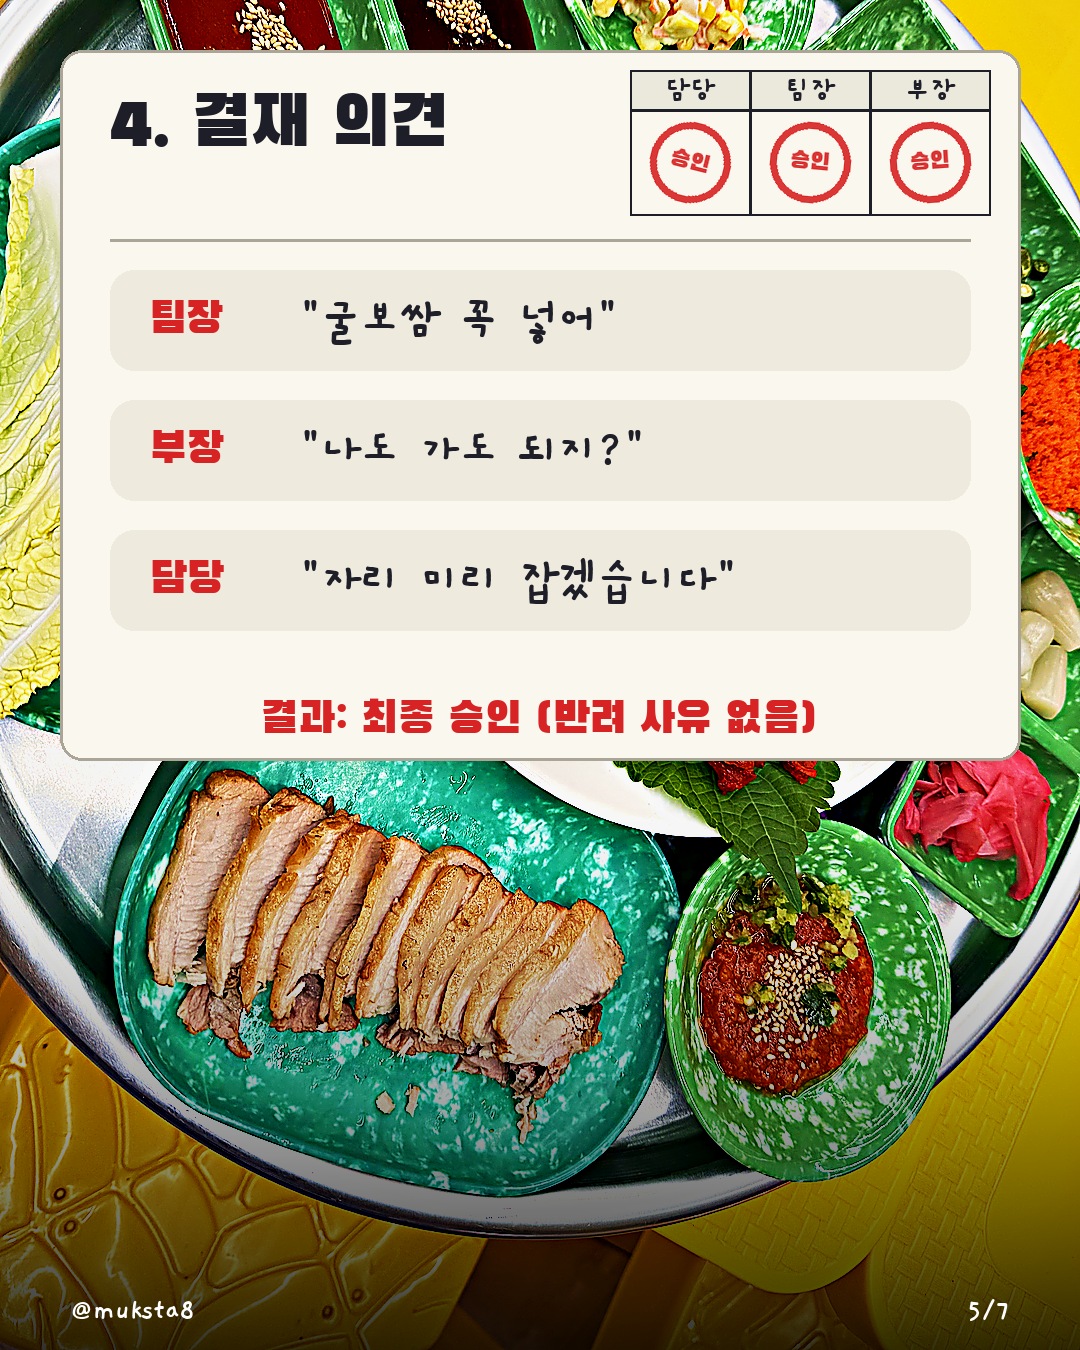 4. 결재 의견
담당 팀장 부장
승인 승인 승인
팀장 "굴보쌈 꼭 넣어"
부장 "나도 가도 되지?"
담당 "자리 미리 잡겠습니다"
결과: 최종 승인 (반려 사유 없음)
@muksta8 5/7